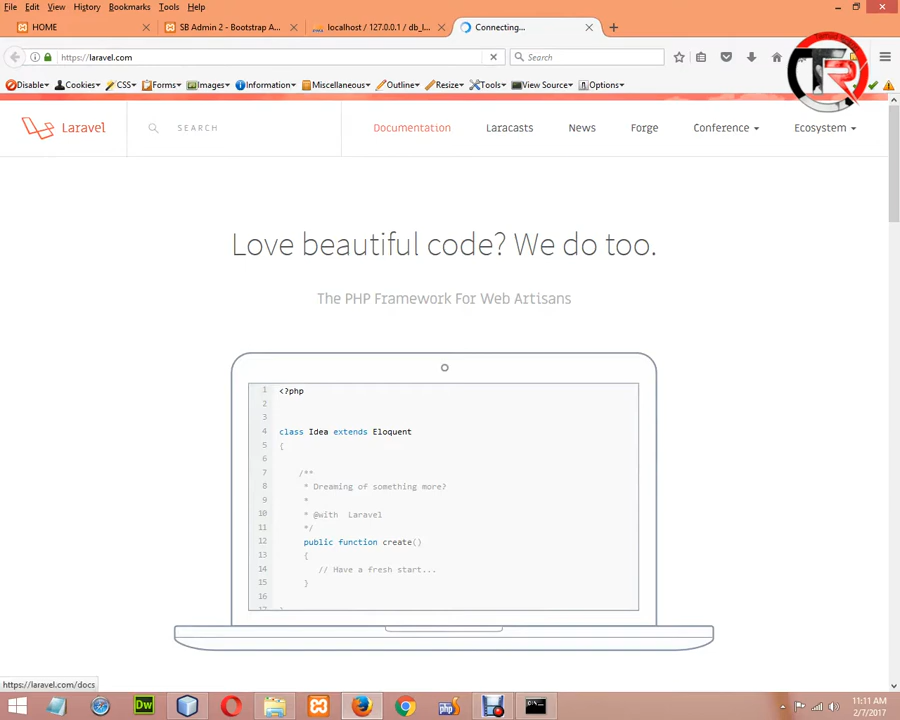 File Edit View History Bookmarks Tools Help
HOME
SB Admin 2 - Bootstrap A...
localhost / 127.0.0.1 / db_l...
Connecting...
https://laravel.com
Search
Disable Cookies CSS Forms Images Information Miscellaneous Outline Resize Tools View Source Options
Laravel
SEARCH
Documentation Laracasts News Forge Conference Ecosystem
Love beautiful code? We do too.
The PHP Framework For Web Artisans
1 <?php
2
3
4 class Idea extends Eloquent
5 {
6
7 /**
8 * Dreaming of something more?
9 *
10 * @with Laravel
11 */
12 public function create()
13 {
14 // Have a fresh start...
15 }
16
https://laravel.com/docs
Dw
php
11:11 AM
2/7/2017